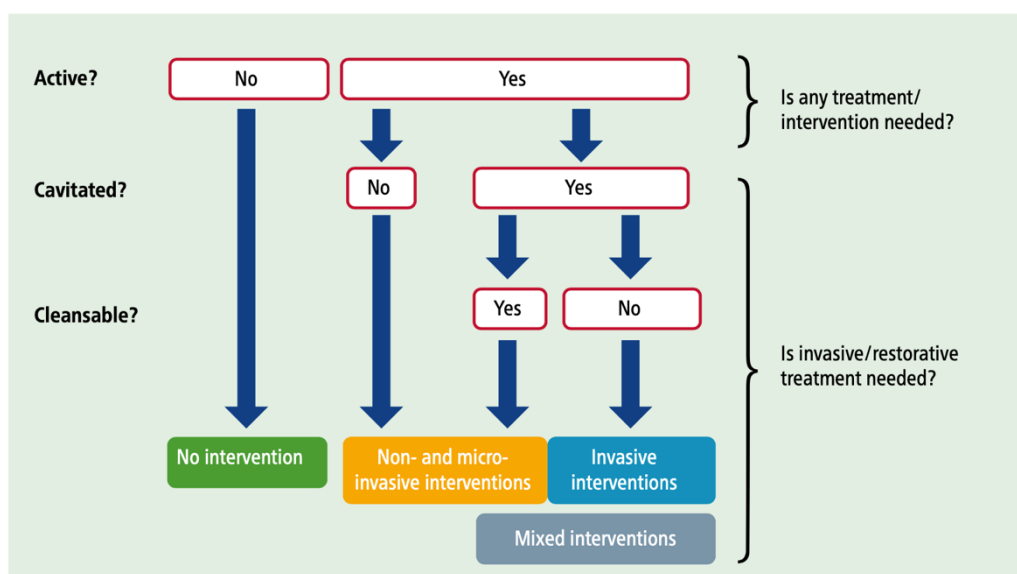 Active?
No
Yes
Is any treatment/
intervention needed?
Cavitated?
No
Yes
Cleansable?
Yes
No
Is invasive/restorative
treatment needed?
No intervention
Non- and micro-
invasive interventions
Invasive
interventions
Mixed interventions